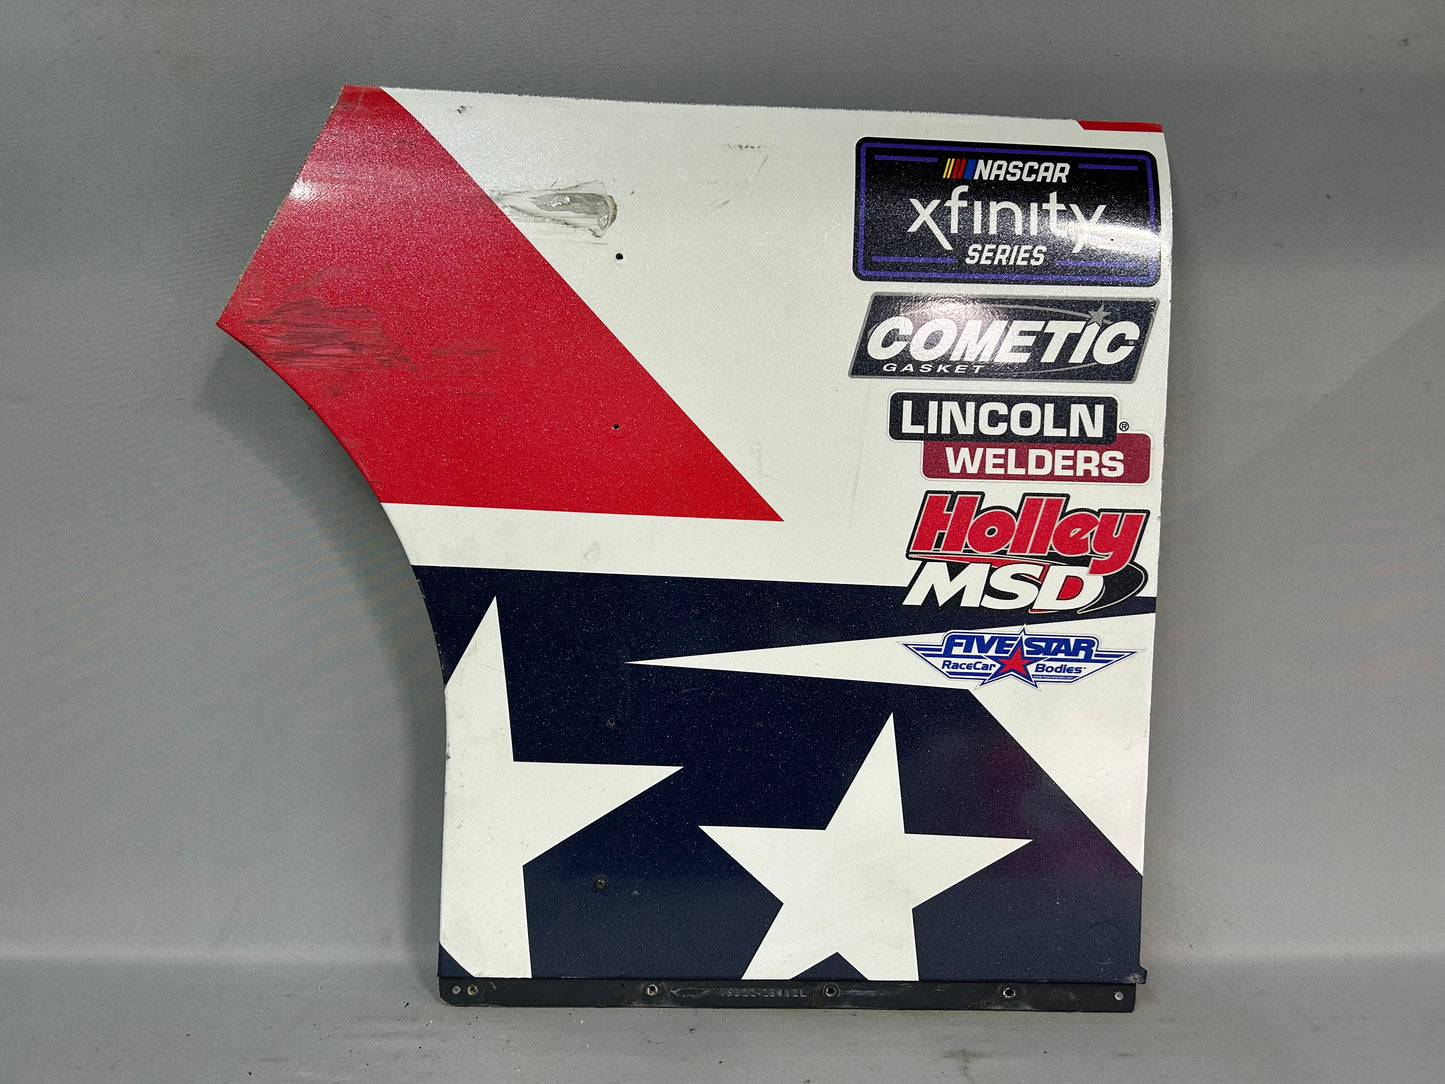 NASCAR
xfinity
SERIES
COMETIC
GASKET
LINCOLN ®
WELDERS
Holley
MSD
FIVE STAR
RaceCar Bodies